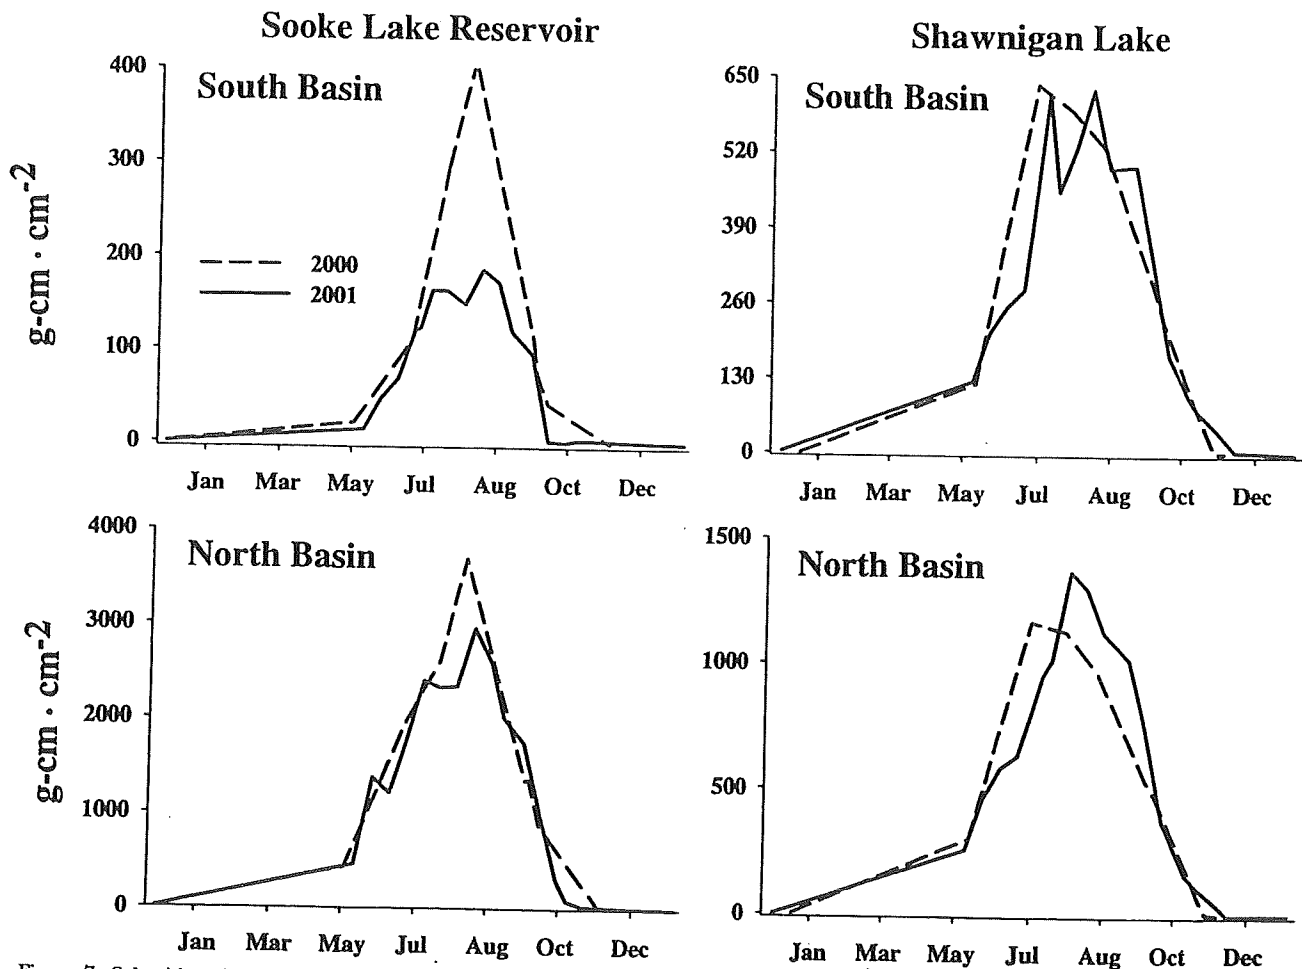 Sooke Lake Reservoir
Shawnigan Lake
South Basin
400
300
200
100
0
g-cm · cm-2
2000
2001
Jan Mar May Jul Aug Oct Dec
South Basin
650
520
390
260
130
0
Jan Mar May Jul Aug Oct Dec
North Basin
4000
3000
2000
1000
0
g-cm · cm-2
Jan Mar May Jul Aug Oct Dec
North Basin
1500
1000
500
0
Jan Mar May Jul Aug Oct Dec